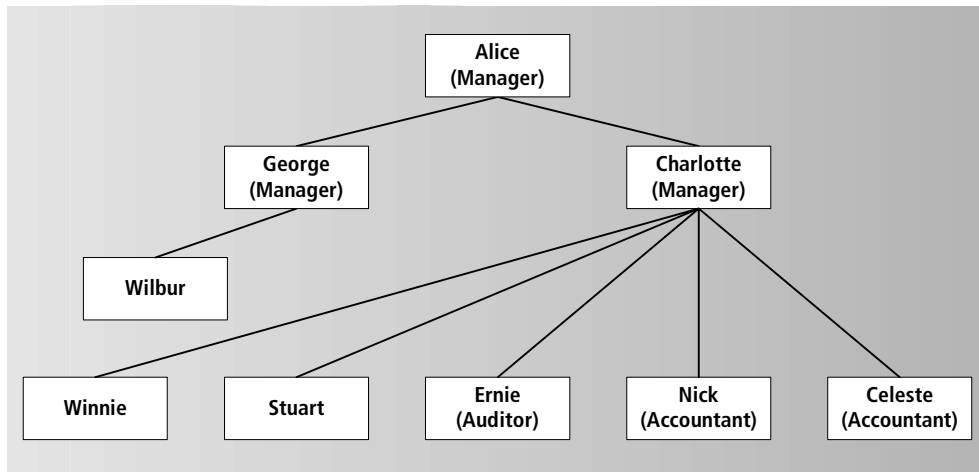 Alice
(Manager)
George
(Manager)
Charlotte
(Manager)
Wilbur
Winnie
Stuart
Ernie
(Auditor)
Nick
(Accountant)
Celeste
(Accountant)